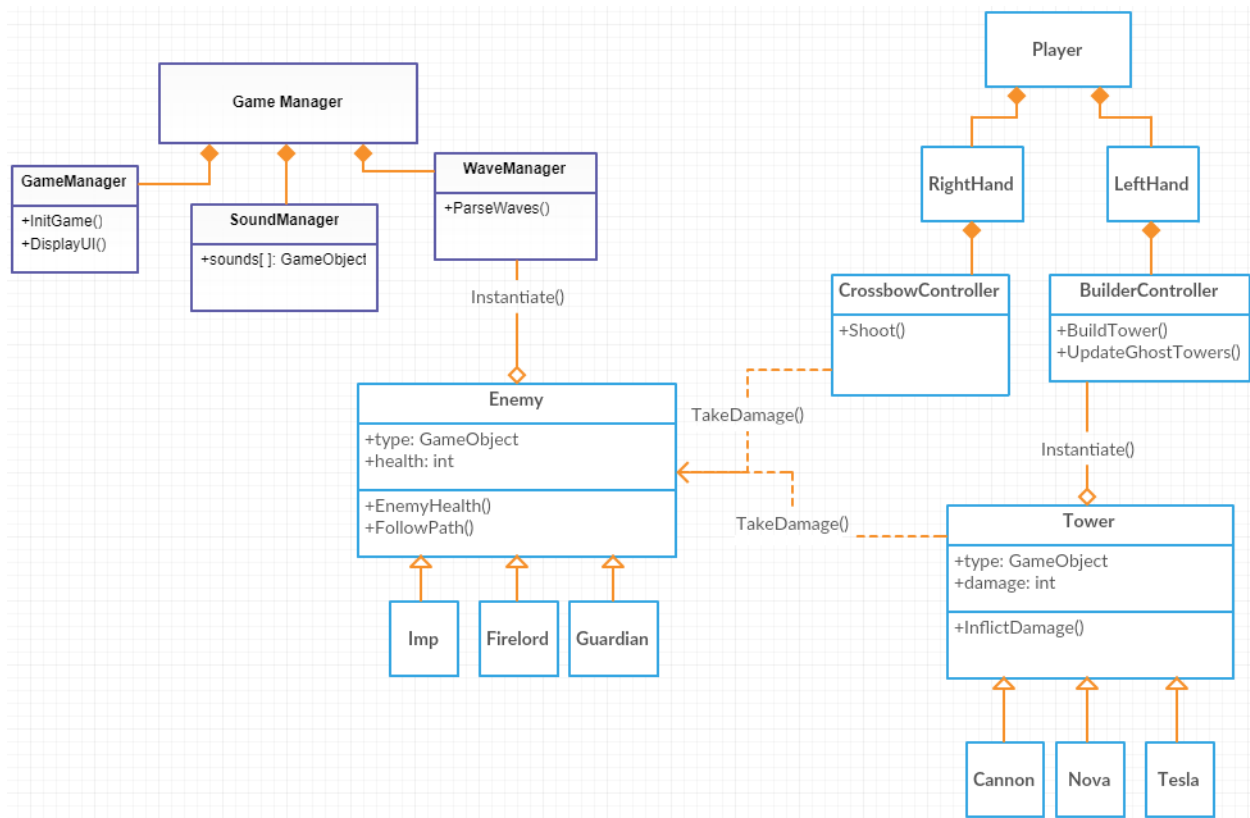 Player
Game Manager
GameManager
+InitGame()
+DisplayUI()
SoundManager
+sounds[ ]: GameObject
WaveManager
+ParseWaves()
RightHand
LeftHand
CrossbowController
+Shoot()
BuilderController
+BuildTower()
+UpdateGhostTowers()
Instantiate()
Enemy
+type: GameObject
+health: int
+EnemyHealth()
+FollowPath()
TakeDamage()
TakeDamage()
Instantiate()
Tower
+type: GameObject
+damage: int
+InflictDamage()
Imp
Firelord
Guardian
Cannon
Nova
Tesla